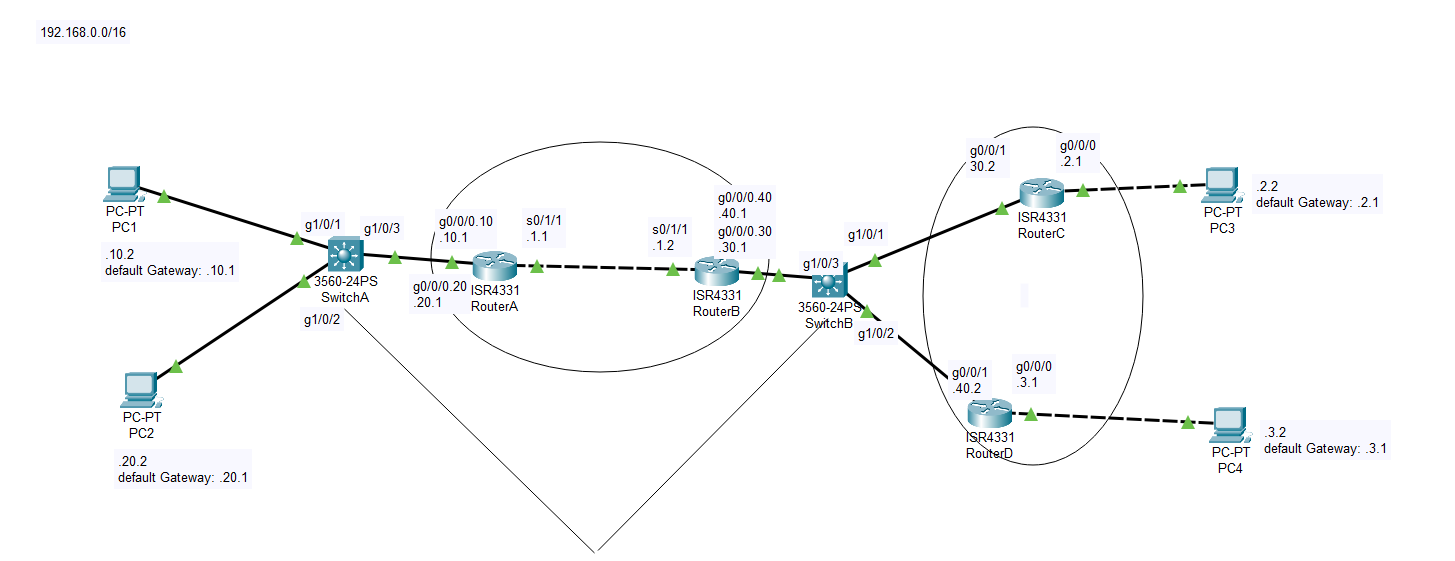 192.168.0.0/16
PC-PT
PC1
.10.2
default Gateway: .10.1
PC-PT
PC2
.20.2
default Gateway: .20.1
g1/0/1
g1/0/3
3560-24PS
SwitchA
g1/0/2
g0/0/0.10
.10.1
g0/0/0.20
.20.1
ISR4331
RouterA
s0/1/1
.1.1
s0/1/1
.1.2
g0/0/0.40
.40.1
g0/0/0.30
.30.1
ISR4331
RouterB
g1/0/3
g1/0/1
3560-24PS
SwitchB
g1/0/2
g0/0/1
30.2
g0/0/0
.2.1
ISR4331
RouterC
g0/0/1
.40.2
g0/0/0
.3.1
ISR4331
RouterD
PC-PT
PC3
.2.2
default Gateway: .2.1
PC-PT
PC4
.3.2
default Gateway: .3.1